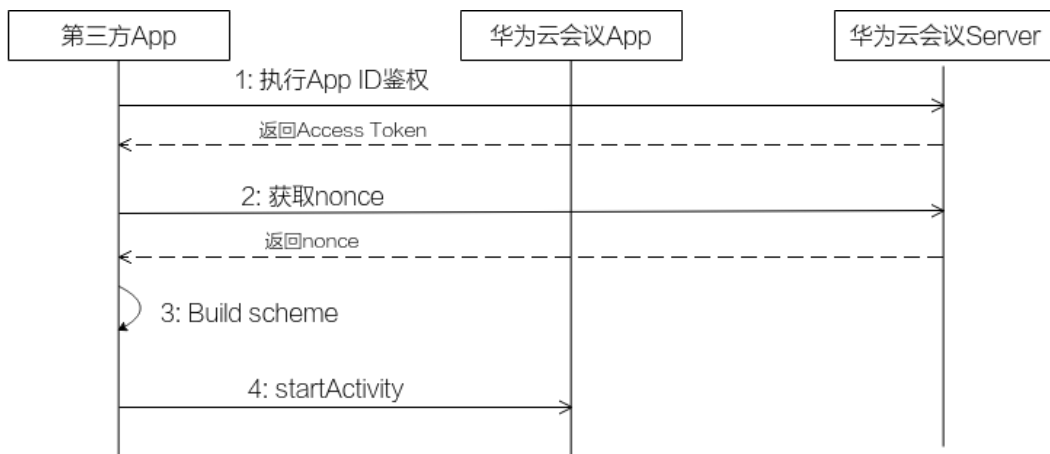 第三方App
华为云会议App
华为云会议Server
1: 执行App ID鉴权
返回Access Token
2: 获取nonce
返回nonce
3: Build scheme
4: startActivity